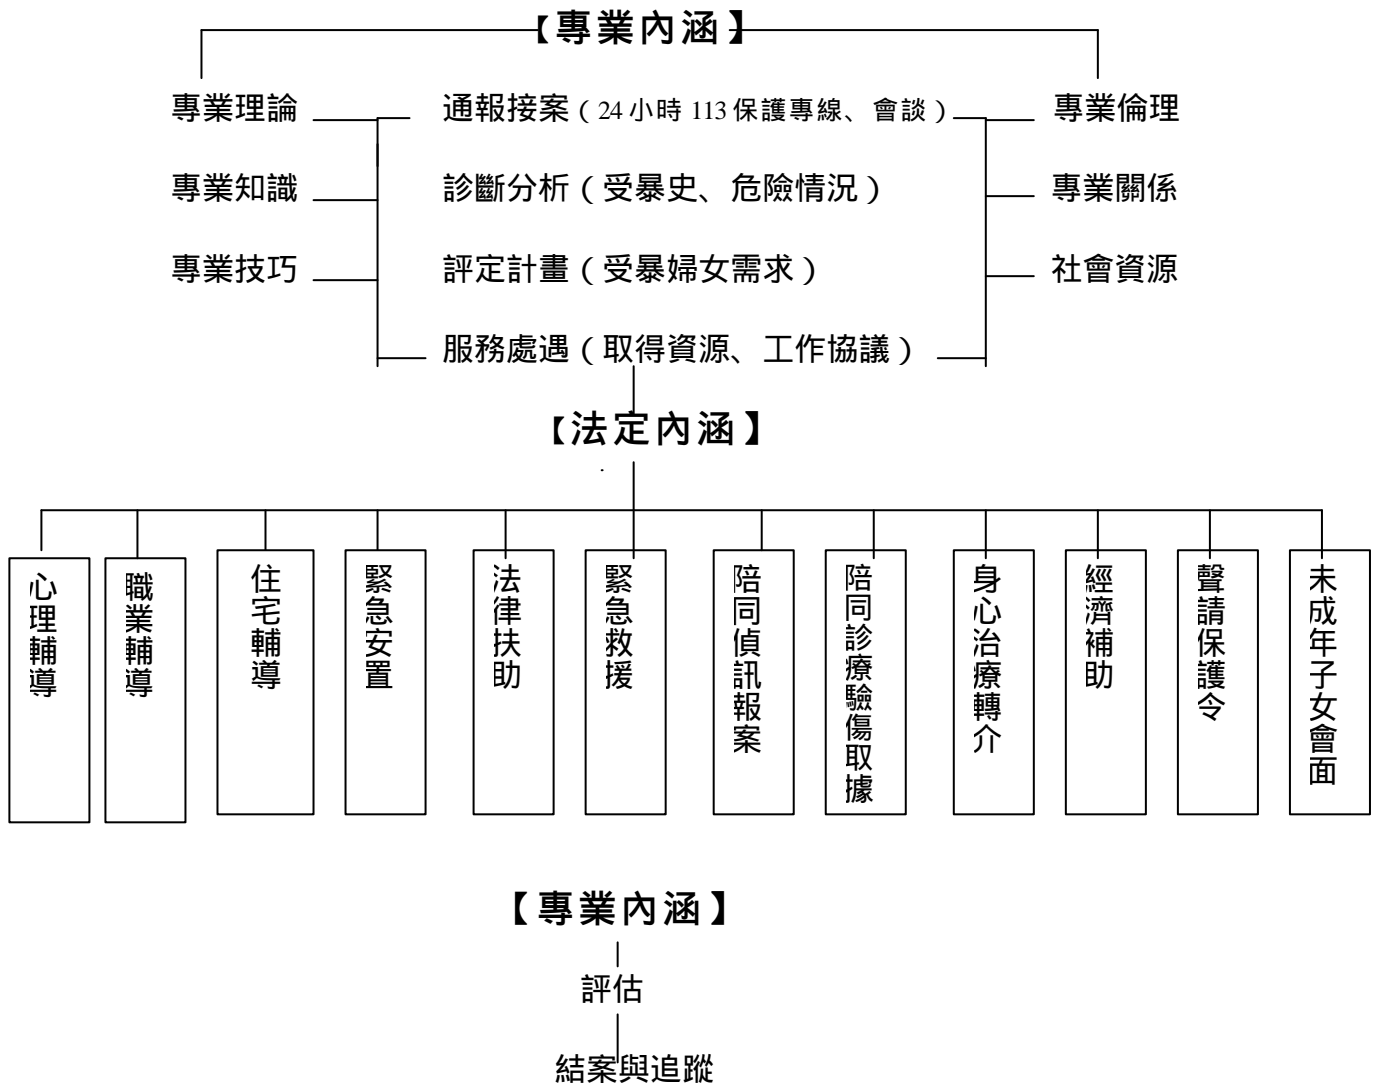 【專業內涵】
專業理論 通報接案（24 小時 113 保護專線、會談） 專業倫理
專業知識 診斷分析（受暴史、危險情況） 專業關係
專業技巧 評定計畫（受暴婦女需求） 社會資源
服務處遇（取得資源、工作協議）
【法定內涵】
心理輔導
職業輔導
住宅輔導
緊急安置
法律扶助
緊急救援
陪同偵訊報案
陪同診療驗傷取據
身心治療轉介
經濟補助
聲請保護令
未成年子女會面
【專業內涵】
評估
結案與追蹤